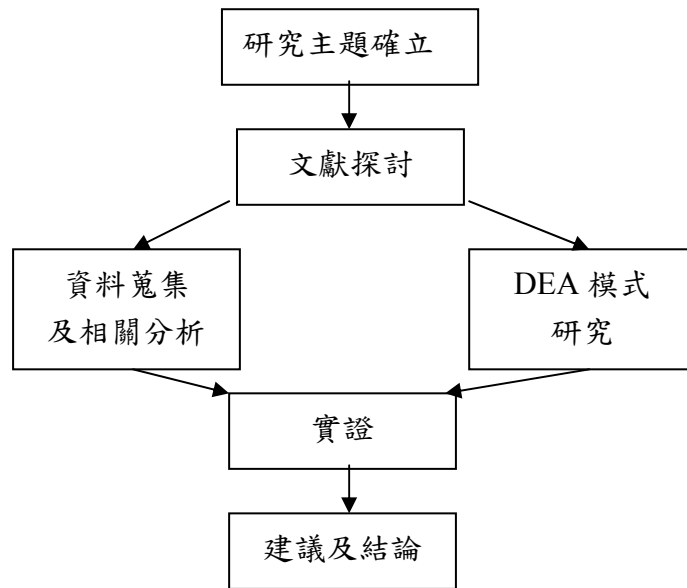 研究主題確立
文獻探討
資料蒐集
及相關分析
DEA 模式
研究
實證
建議及結論